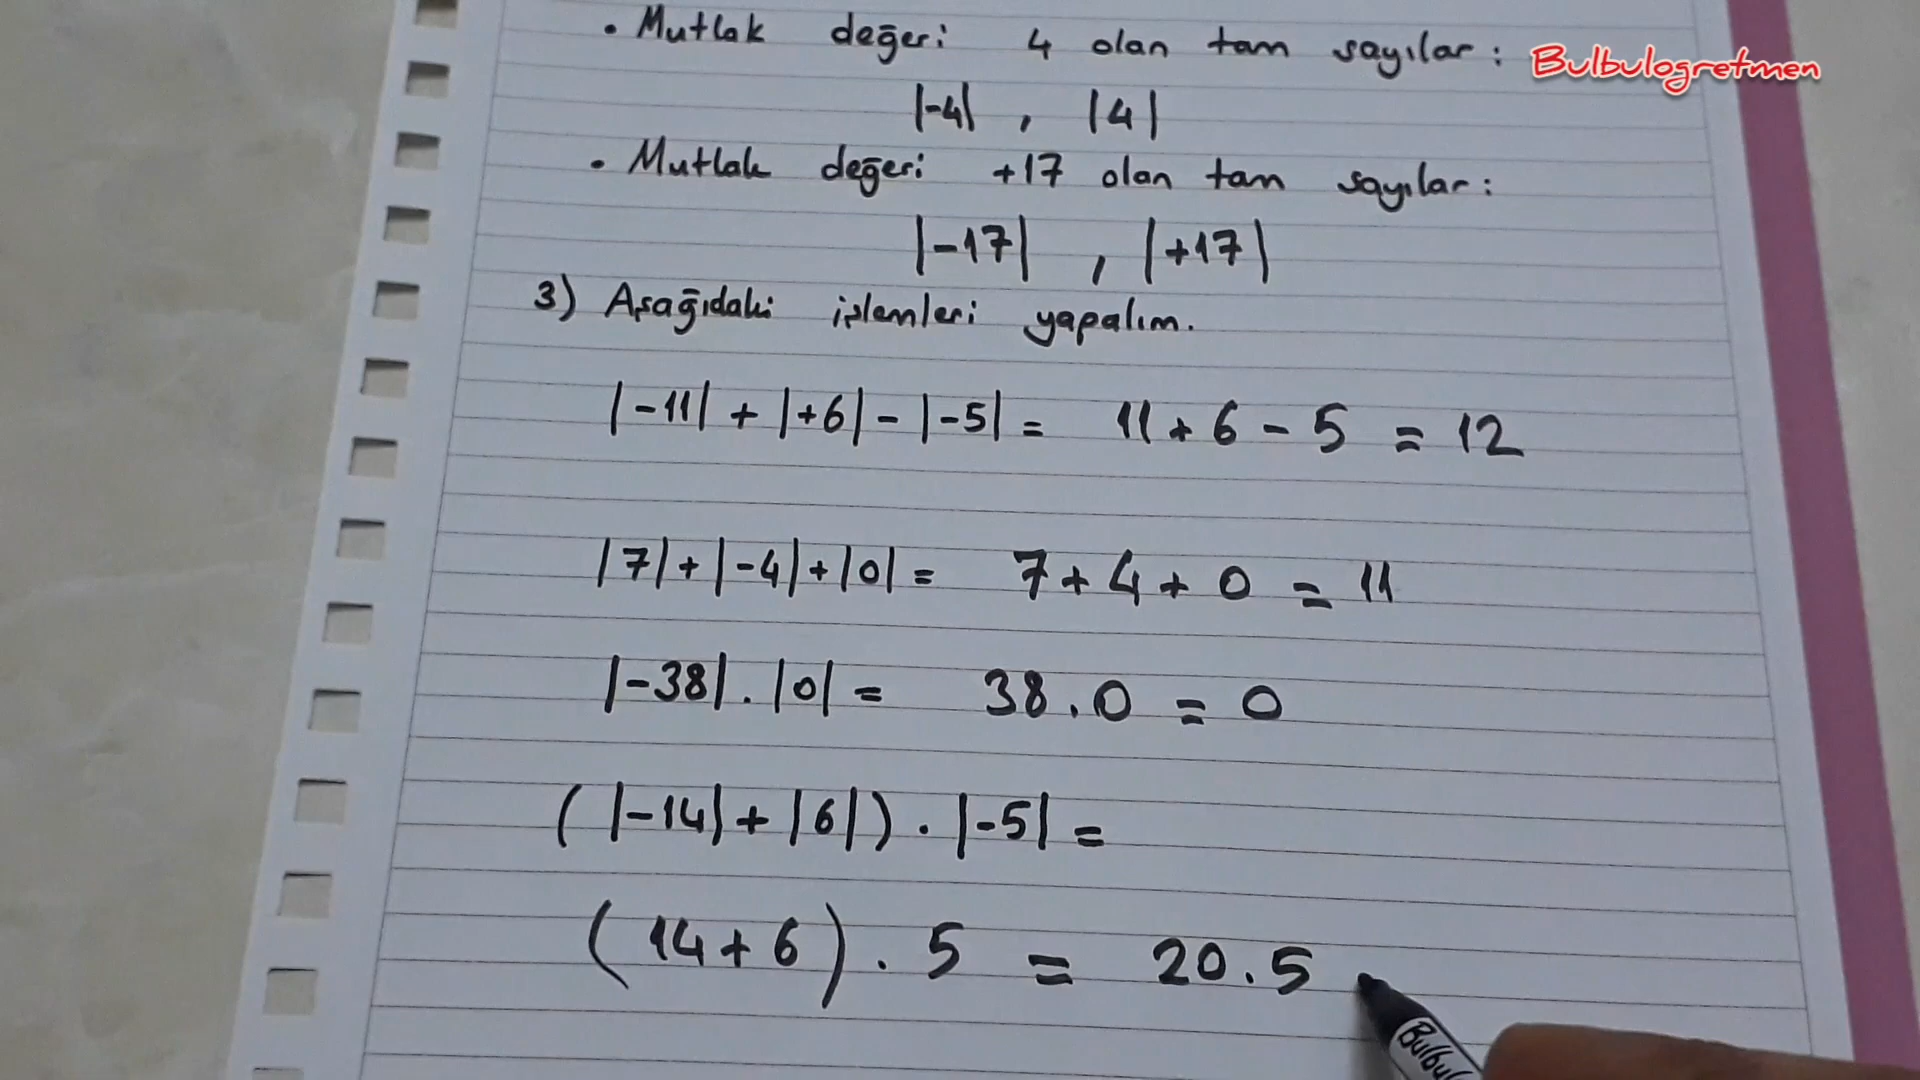 • Mutlak değeri 4 olan tam sayılar :
Bulbulogretmen
|-4| , |4|
• Mutlak değeri +17 olan tam sayılar :
|-17| , |+17|
3) Aşağıdaki işlemleri yapalım.
|-11| + |+6| - |-5| = 11 + 6 - 5 = 12
|7| + |-4| + |0| = 7 + 4 + 0 = 11
|-38| . |0| = 38 . 0 = 0
( |-14| + |6| ) . |-5| =
( 14 + 6 ) . 5 = 20 . 5